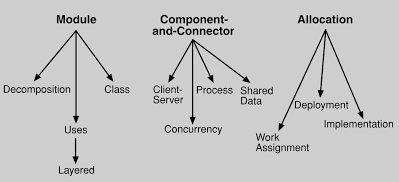 Module
Component-
and-Connector
Allocation
Decomposition
Class
Uses
Layered
Client-
Server
Process
Shared
Data
Concurrency
Work
Assignment
Deployment
Implementation